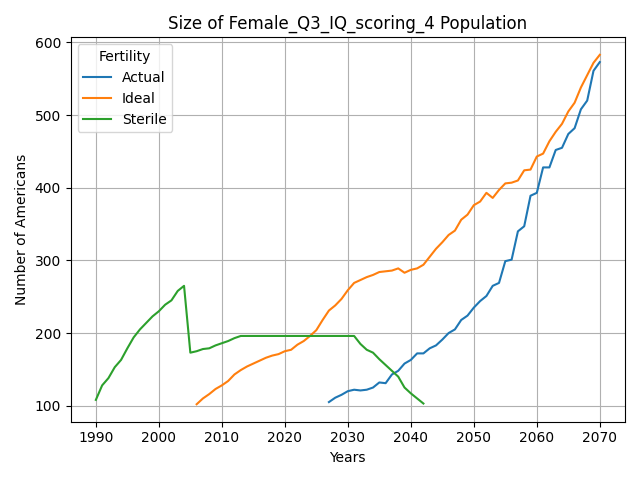 Size of Female_Q3_IQ_scoring_4 Population
Fertility
Actual
Ideal
Sterile
Number of Americans
600
500
400
300
200
100
1990 2000 2010 2020 2030 2040 2050 2060 2070
Years